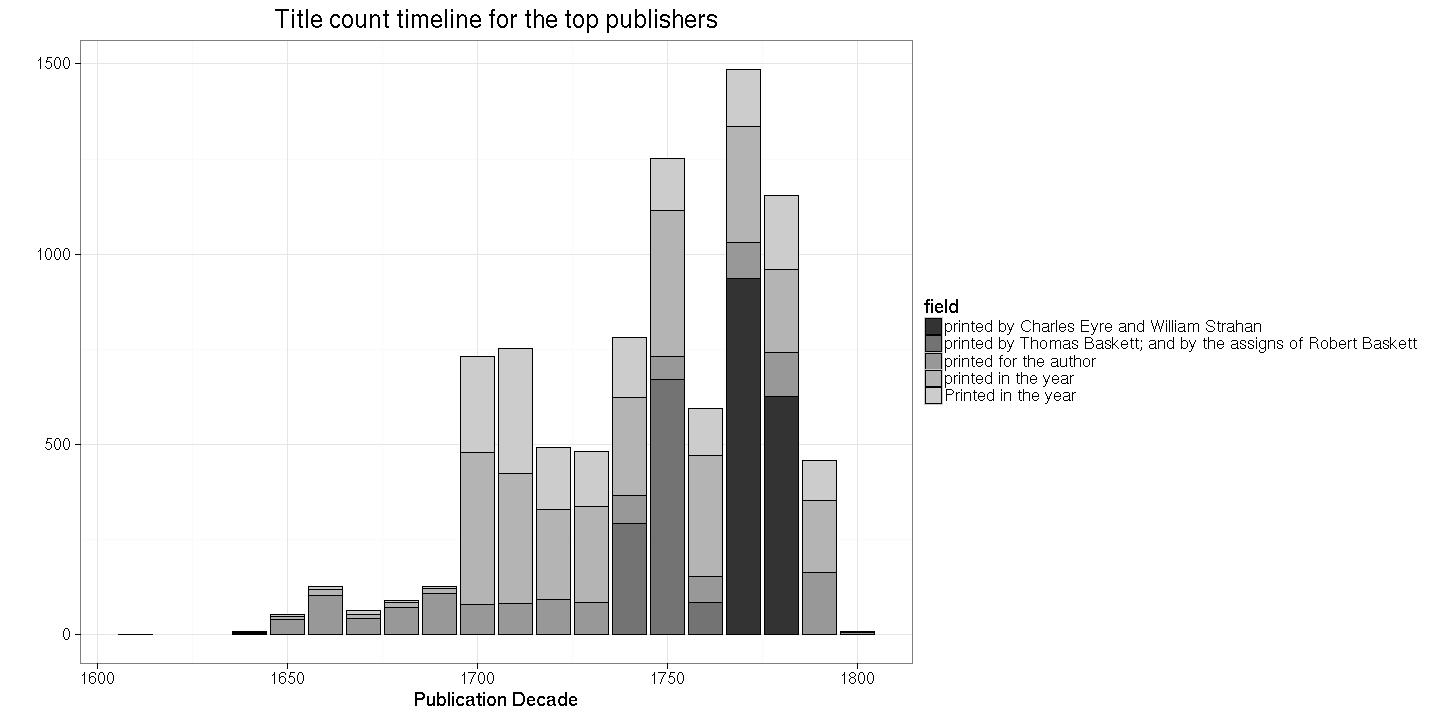 Title count timeline for the top publishers
1500
1000
500
0
1600
1650
1700
1750
1800
Publication Decade
field
printed by Charles Eyre and William Strahan
printed by Thomas Baskett; and by the assigns of Robert Baskett
printed for the author
printed in the year
Printed in the year